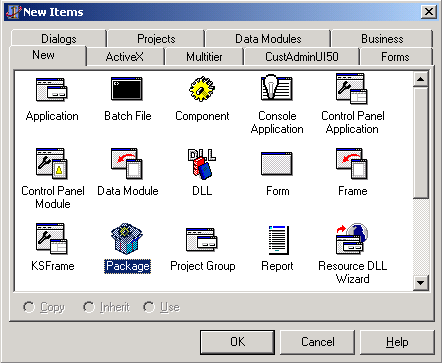 New Items
Dialogs Projects Data Modules Business
New ActiveX Multitier CustAdminUI50 Forms
Application Batch File Component Console Application Control Panel Application
Control Panel Module Data Module DLL Form Frame
KSFrame Package Project Group Report Resource DLL Wizard
Copy Inherit Use
OK Cancel Help